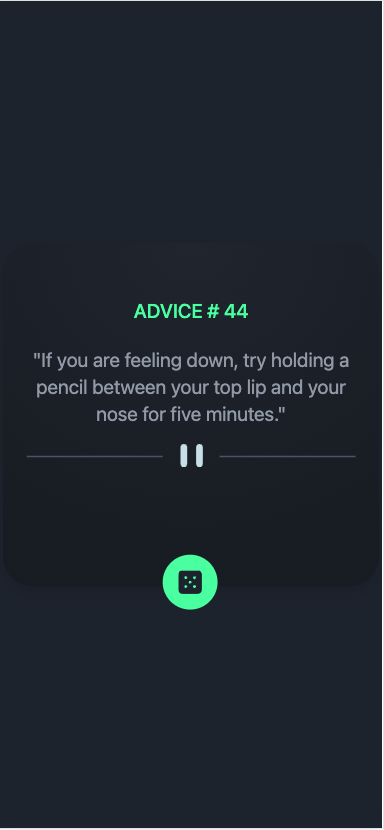 ADVICE # 44
"If you are feeling down, try holding a
pencil between your top lip and your
nose for five minutes."